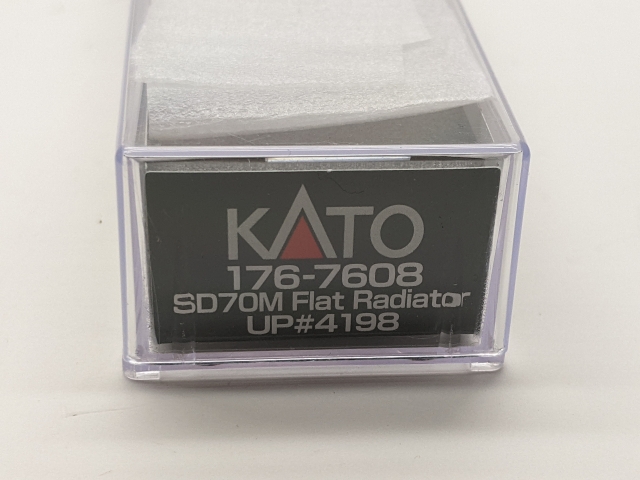 KATO
176-7608
SD70M Flat Radiator
UP#4198